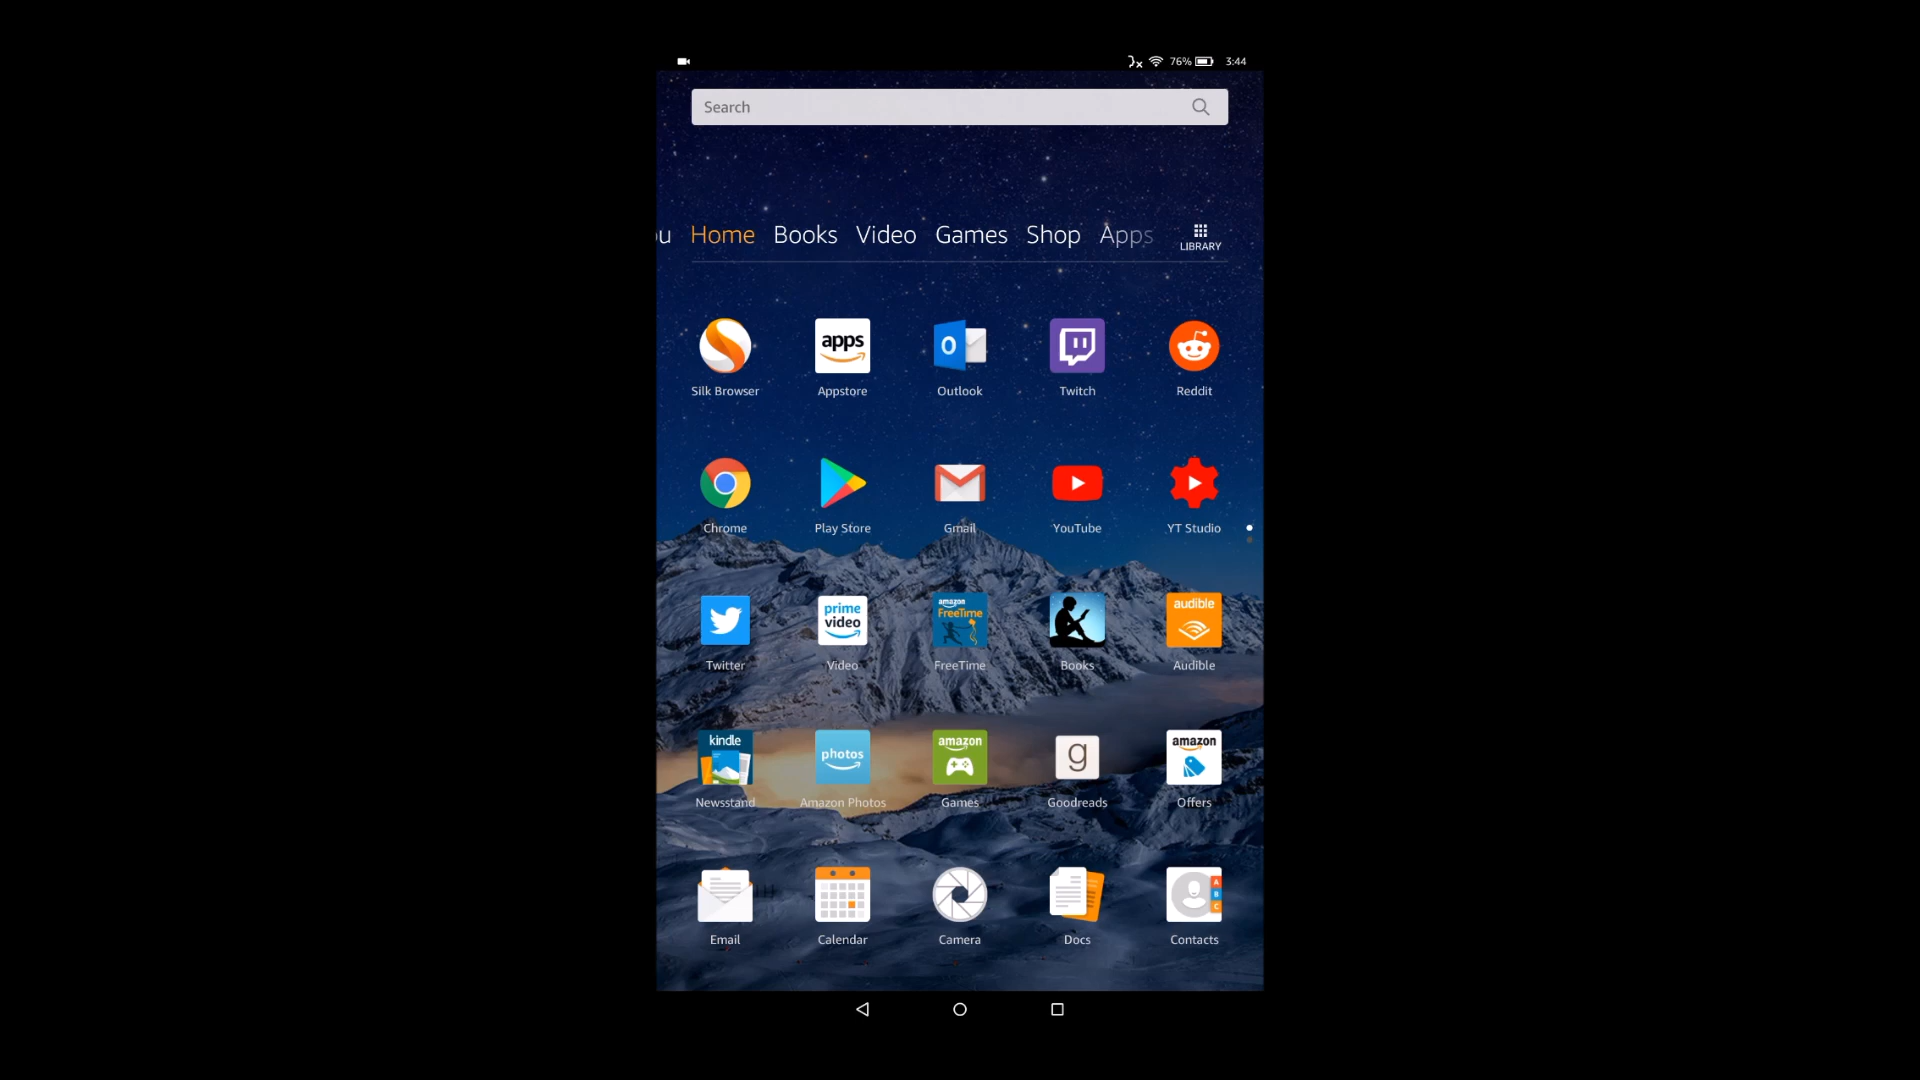 76% 3:44
Search
ou Home Books Video Games Shop Apps LIBRARY
apps
Silk Browser Appstore Outlook Twitch Reddit
Chrome Play Store Gmail YouTube YT Studio
prime video
amazon FreeTime
audible
Twitter Video FreeTime Books Audible
kindle
photos
amazon
g
amazon
Newsstand Amazon Photos Games Goodreads Offers
A
B
C
Email Calendar Camera Docs Contacts